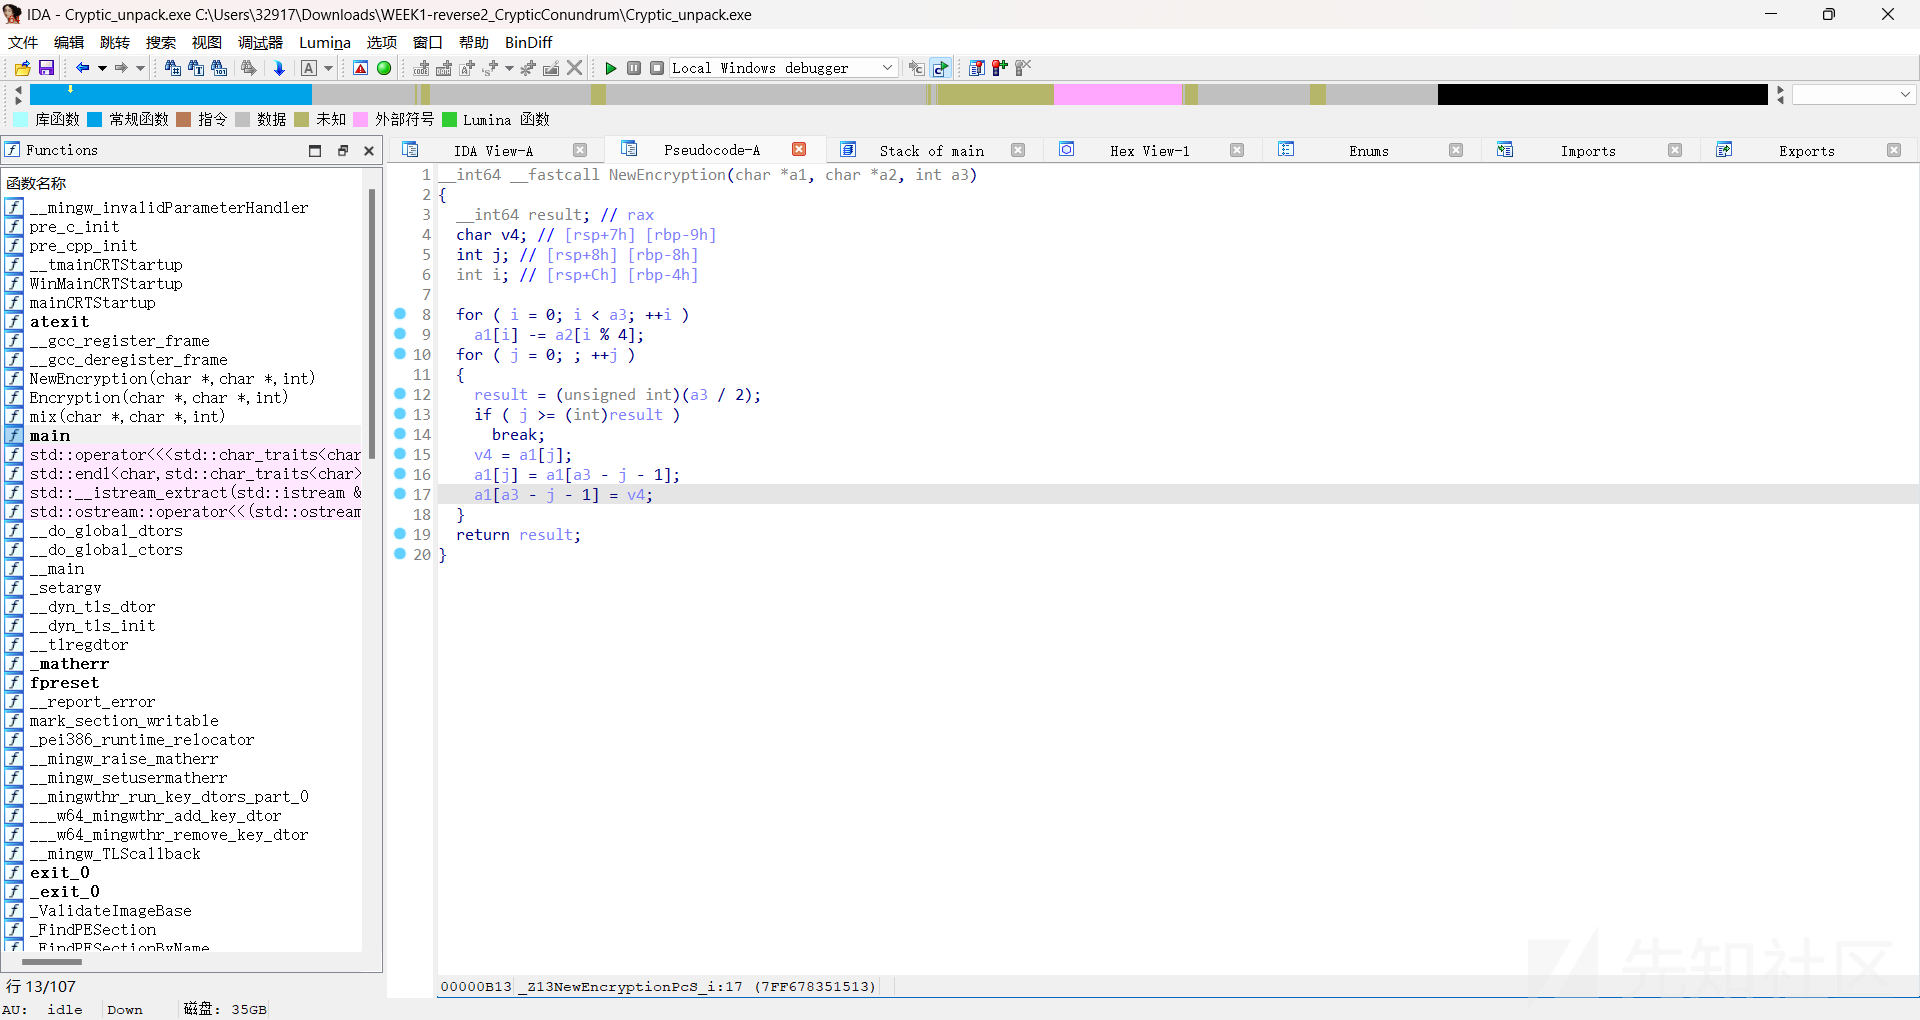 IDA - Cryptic_unpack.exe C:\Users\32917\Downloads\WEEK1-reverse2_CrypticConundrum\Cryptic_unpack.exe
文件 编辑 跳转 搜索 视图 调试器 Lumina 选项 窗口 帮助 BinDiff
Local Windows debugger
库函数 常规函数 指令 数据 未知 外部符号 Lumina 函数
Functions
函数名称
__mingw_invalidParameterHandler
pre_c_init
pre_cpp_init
__tmainCRTStartup
WinMainCRTStartup
mainCRTStartup
atexit
__gcc_register_frame
__gcc_deregister_frame
NewEncryption(char *,char *,int)
Encryption(char *,char *,int)
mix(char *,char *,int)
main
std::operator<<<std::char_traits<char
std::endl<char,std::char_traits<char>
std::__istream_extract(std::istream &
std::ostream::operator<<(std::ostream
__do_global_dtors
__do_global_ctors
__main
_setargv
__dyn_tls_dtor
__dyn_tls_init
__tlregdtor
_matherr
fpreset
__report_error
mark_section_writable
_pei386_runtime_relocator
__mingw_raise_matherr
__mingw_setusermatherr
__mingwthr_run_key_dtors_part_0
___w64_mingwthr_add_key_dtor
___w64_mingwthr_remove_key_dtor
__mingw_TLScallback
exit_0
_exit_0
_ValidateImageBase
_FindPESection
_FindPESectionByName
行 13/107
IDA View-A Pseudocode-A Stack of main Hex View-1 Enums Imports Exports
1 __int64 __fastcall NewEncryption(char *a1, char *a2, int a3)
2 {
3 __int64 result; // rax
4 char v4; // [rsp+7h] [rbp-9h]
5 int j; // [rsp+8h] [rbp-8h]
6 int i; // [rsp+Ch] [rbp-4h]
7
8 for ( i = 0; i < a3; ++i )
9 a1[i] -= a2[i % 4];
10 for ( j = 0; ; ++j )
11 {
12 result = (unsigned int)(a3 / 2);
13 if ( j >= (int)result )
14 break;
15 v4 = a1[j];
16 a1[j] = a1[a3 - j - 1];
17 a1[a3 - j - 1] = v4;
18 }
19 return result;
20 }
00000B13 _Z13NewEncryptionPcS_i:17 (7FF678351513)
AU: idle Down 磁盘: 35GB
先知社区